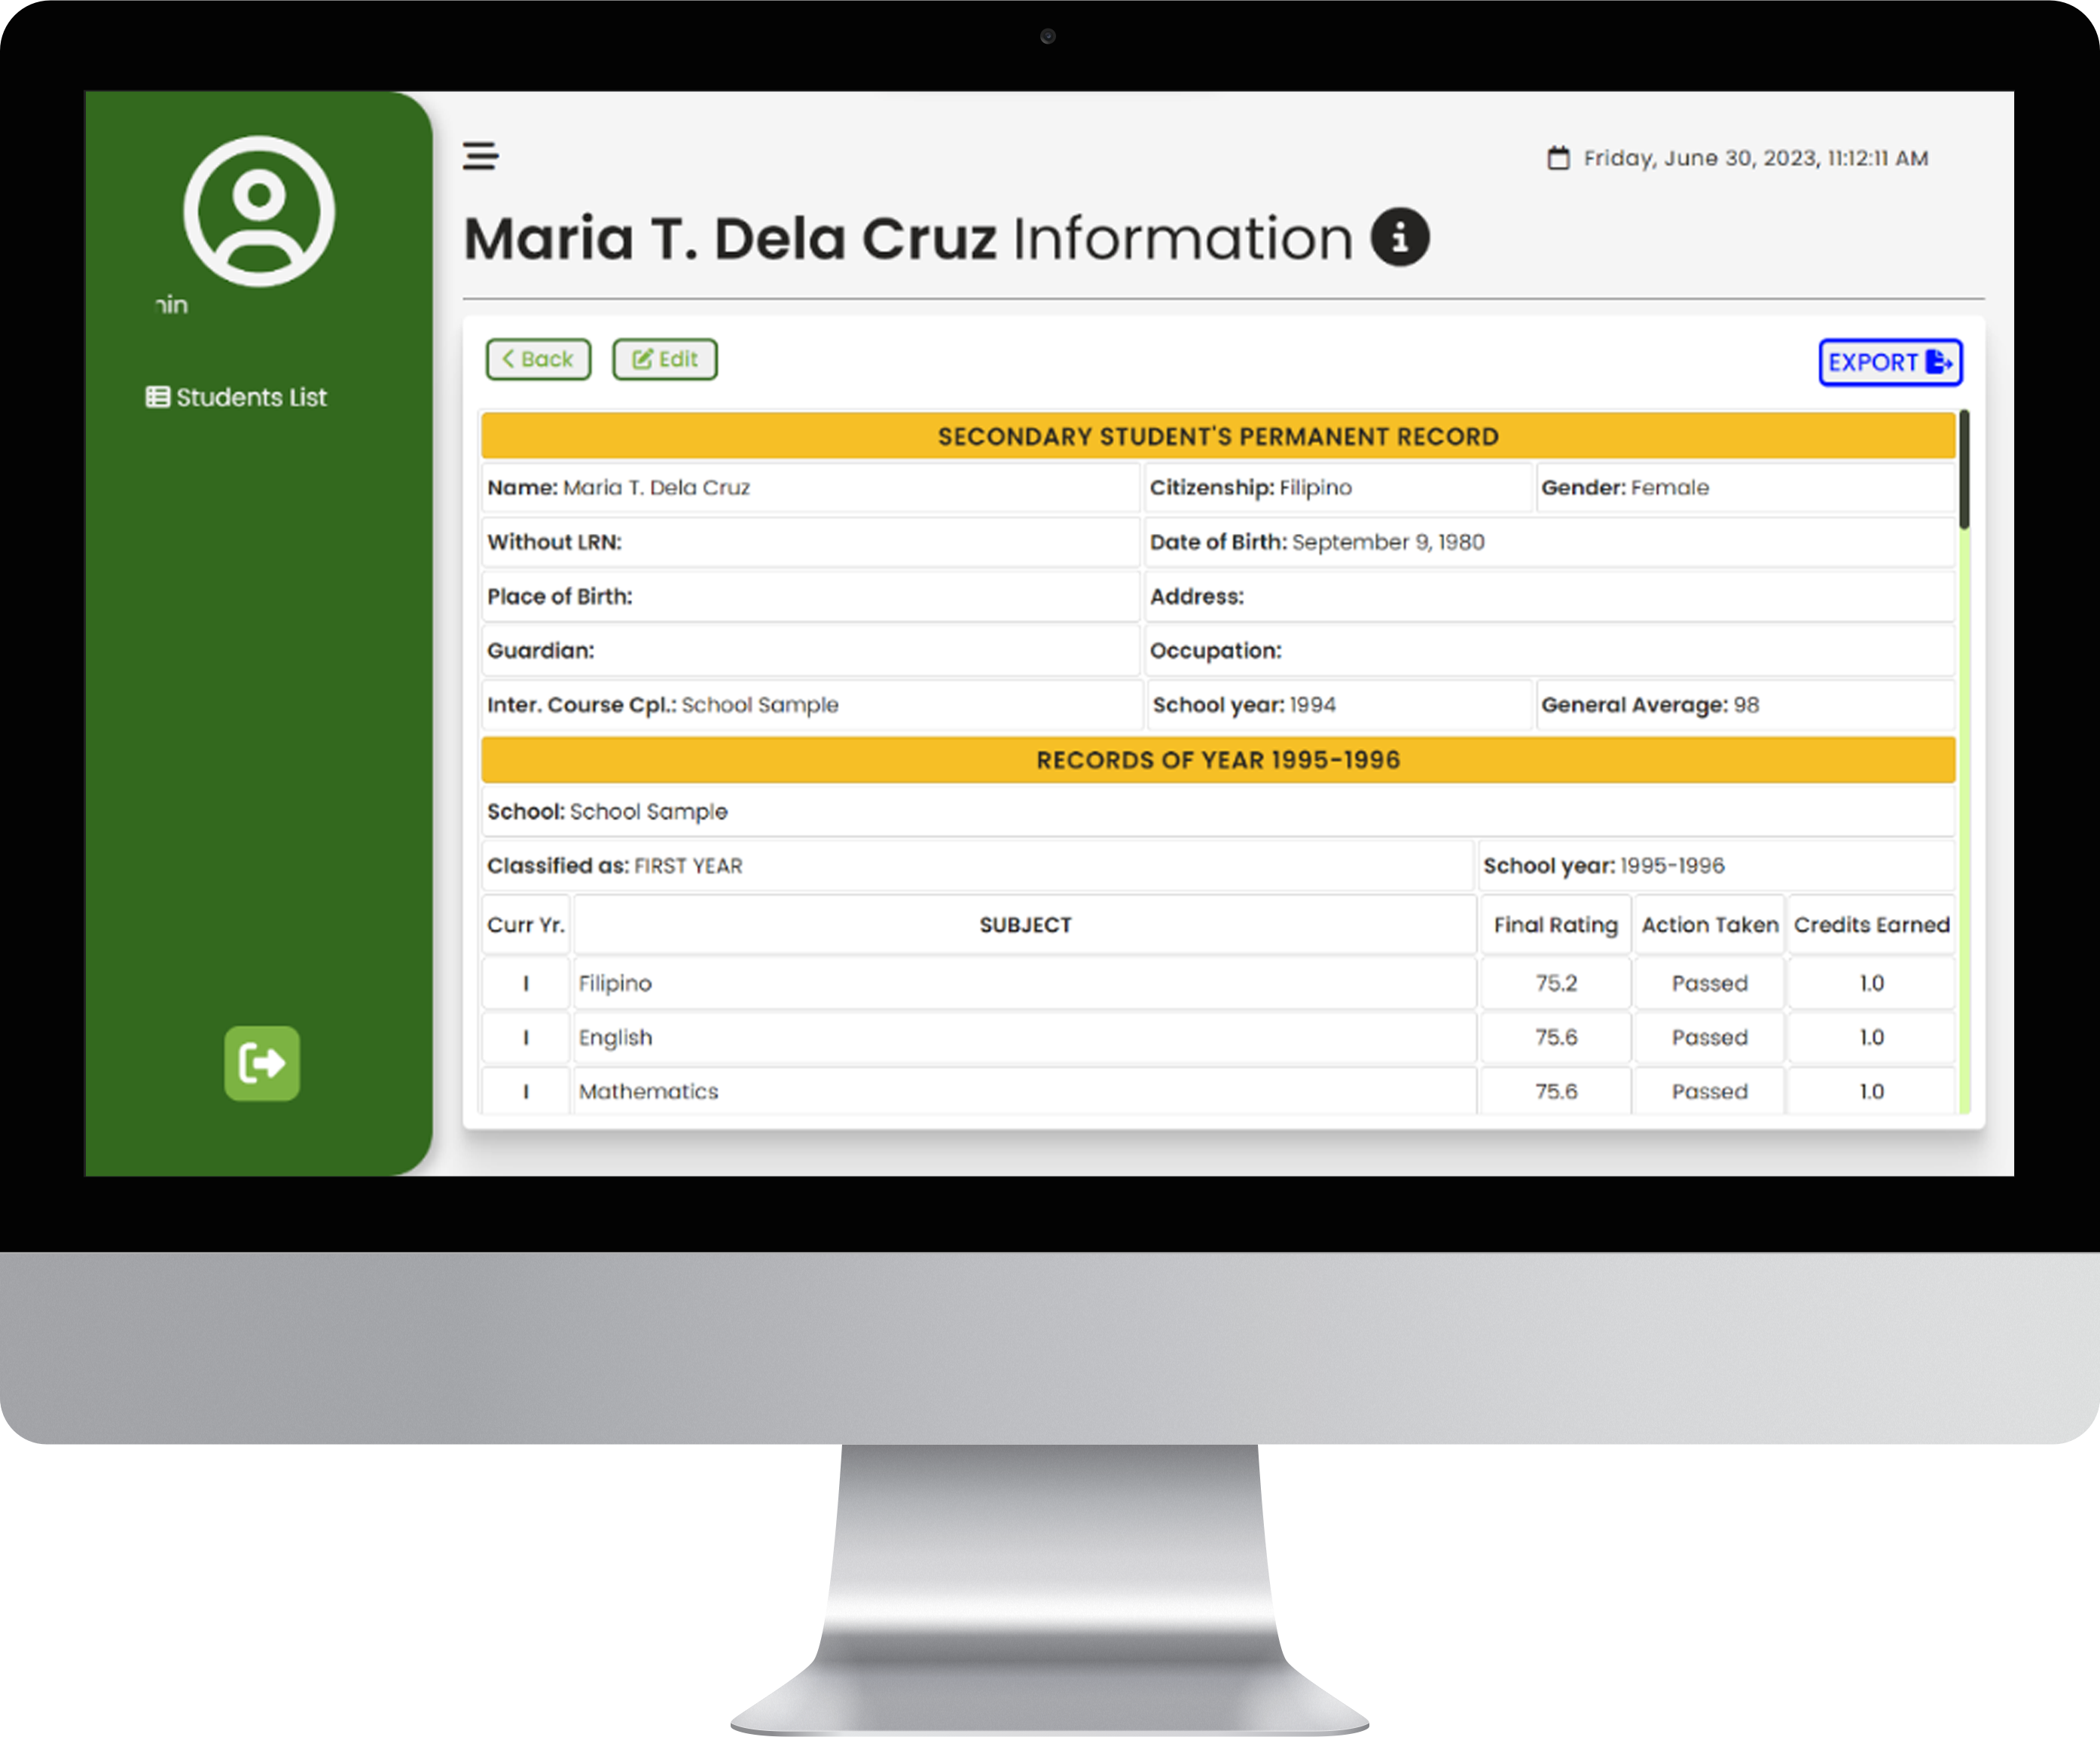 Friday, June 30, 2023, 11:12:11 AM
Maria T. Dela Cruz Information
Students List
Back Edit EXPORT
SECONDARY STUDENT'S PERMANENT RECORD
Name: Maria T. Dela Cruz Citizenship: Filipino Gender: Female
Without LRN: Date of Birth: September 9, 1980
Place of Birth: Address:
Guardian: Occupation:
Inter. Course Cpl.: School Sample School year: 1994 General Average: 98
RECORDS OF YEAR 1995-1996
School: School Sample
Classified as: FIRST YEAR School year: 1995-1996
Curr Yr. SUBJECT Final Rating Action Taken Credits Earned
I Filipino 75.2 Passed 1.0
I English 75.6 Passed 1.0
I Mathematics 75.6 Passed 1.0